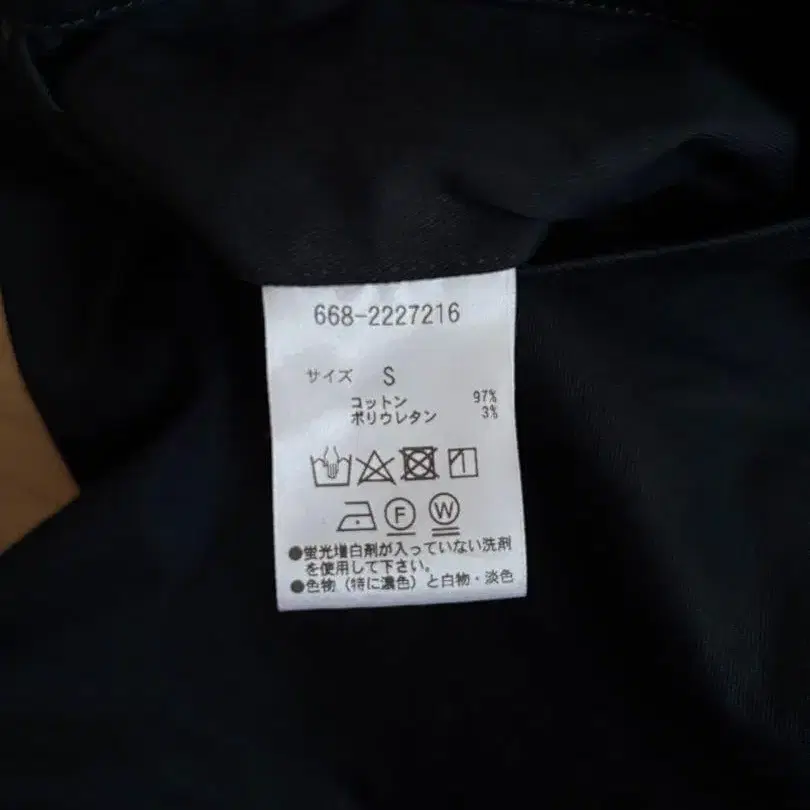 668-2227216
サイズ S
コットン 97%
ポリウレタン 3%
F W
●蛍光増白剤が入っていない洗剤
を使用して下さい。
●色物（特に濃色）と白物・淡色